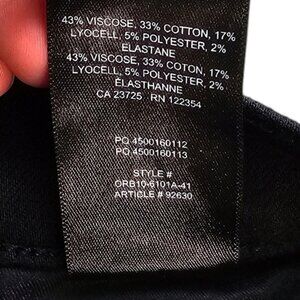 43% VISCOSE, 33% COTTON, 17%
LYOCELL, 5% POLYESTER, 2%
ELASTANE
43% VISCOSE, 33% COTON, 17%
LYOCELL, 5% POLYESTER, 2%
ÉLASTHANNE
CA 23725 RN 122354
PO 4500160112
PO 4500160113
STYLE #
ORB10-6101A-41
ARTICLE # 92630